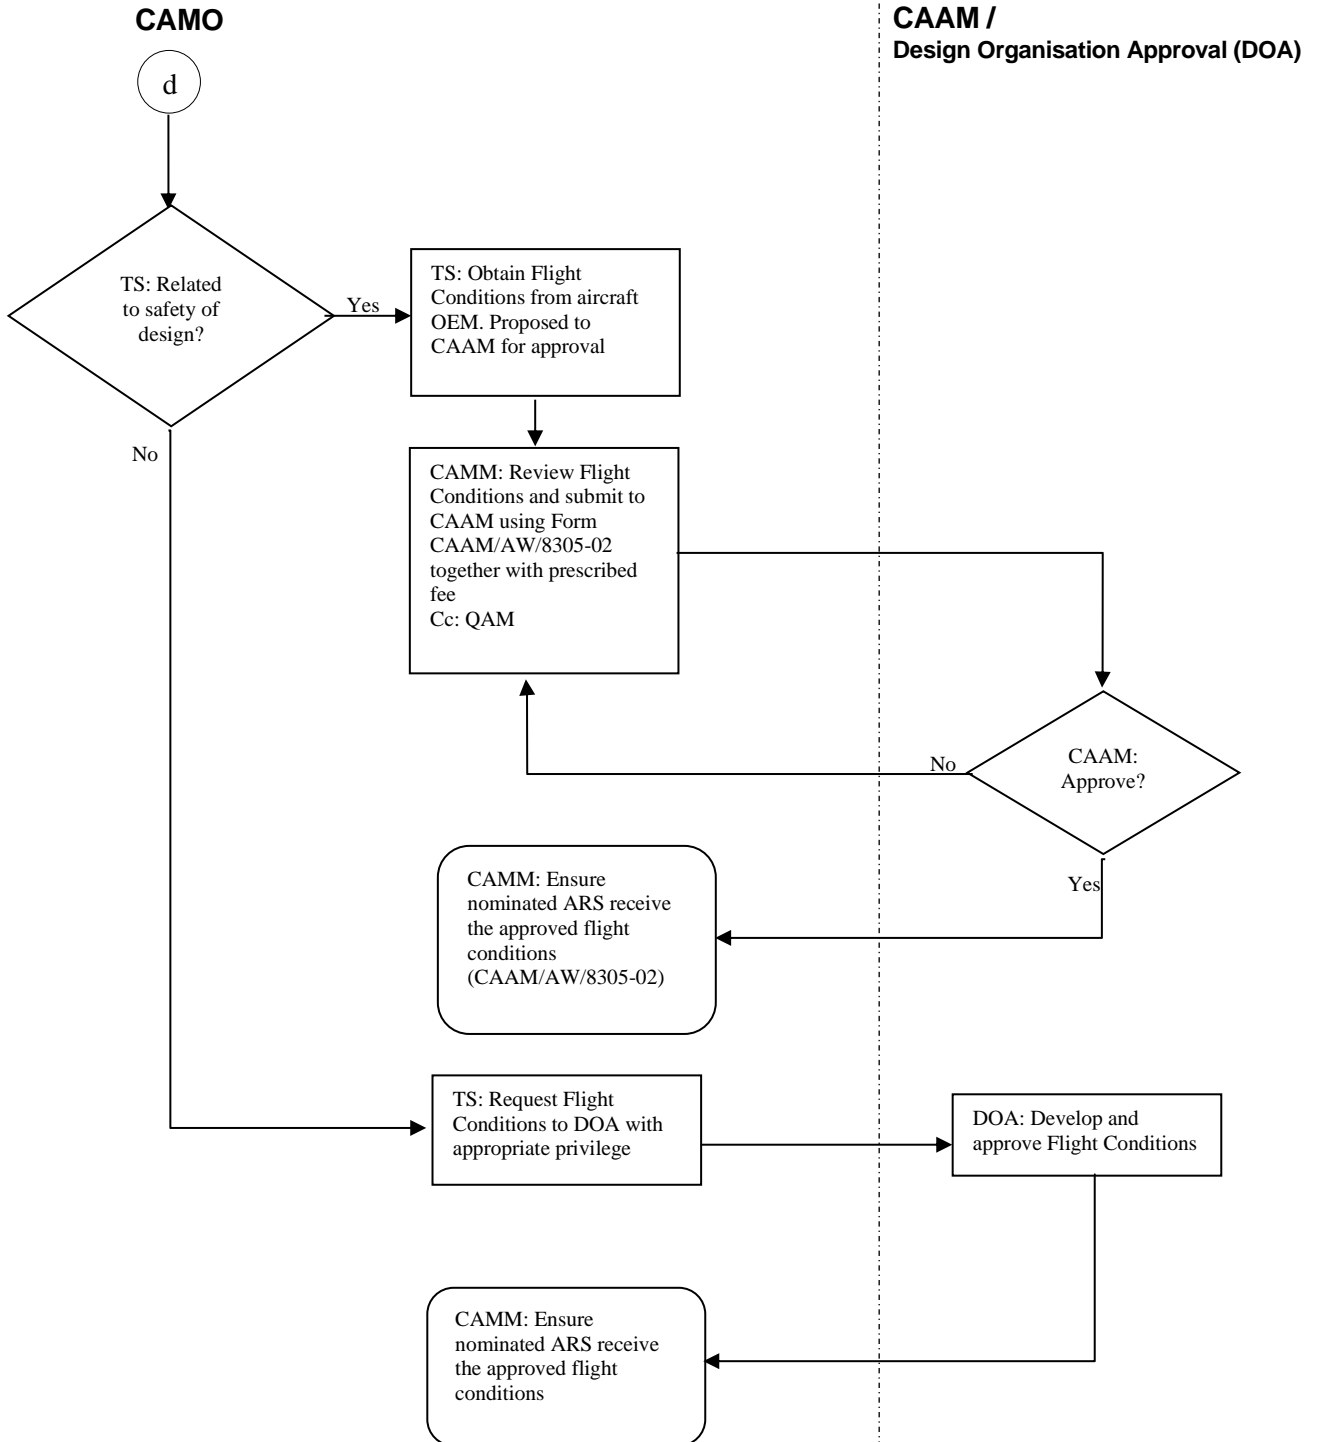 CAMO
CAAM /
Design Organisation Approval (DOA)
d
TS: Related
to safety of
design?
Yes
TS: Obtain Flight
Conditions from aircraft
OEM. Proposed to
CAAM for approval
No
CAMM: Review Flight
Conditions and submit to
CAAM using Form
CAAM/AW/8305-02
together with prescribed
fee
Cc: QAM
No
CAAM:
Approve?
Yes
CAMM: Ensure
nominated ARS receive
the approved flight
conditions
(CAAM/AW/8305-02)
TS: Request Flight
Conditions to DOA with
appropriate privilege
DOA: Develop and
approve Flight Conditions
CAMM: Ensure
nominated ARS receive
the approved flight
conditions